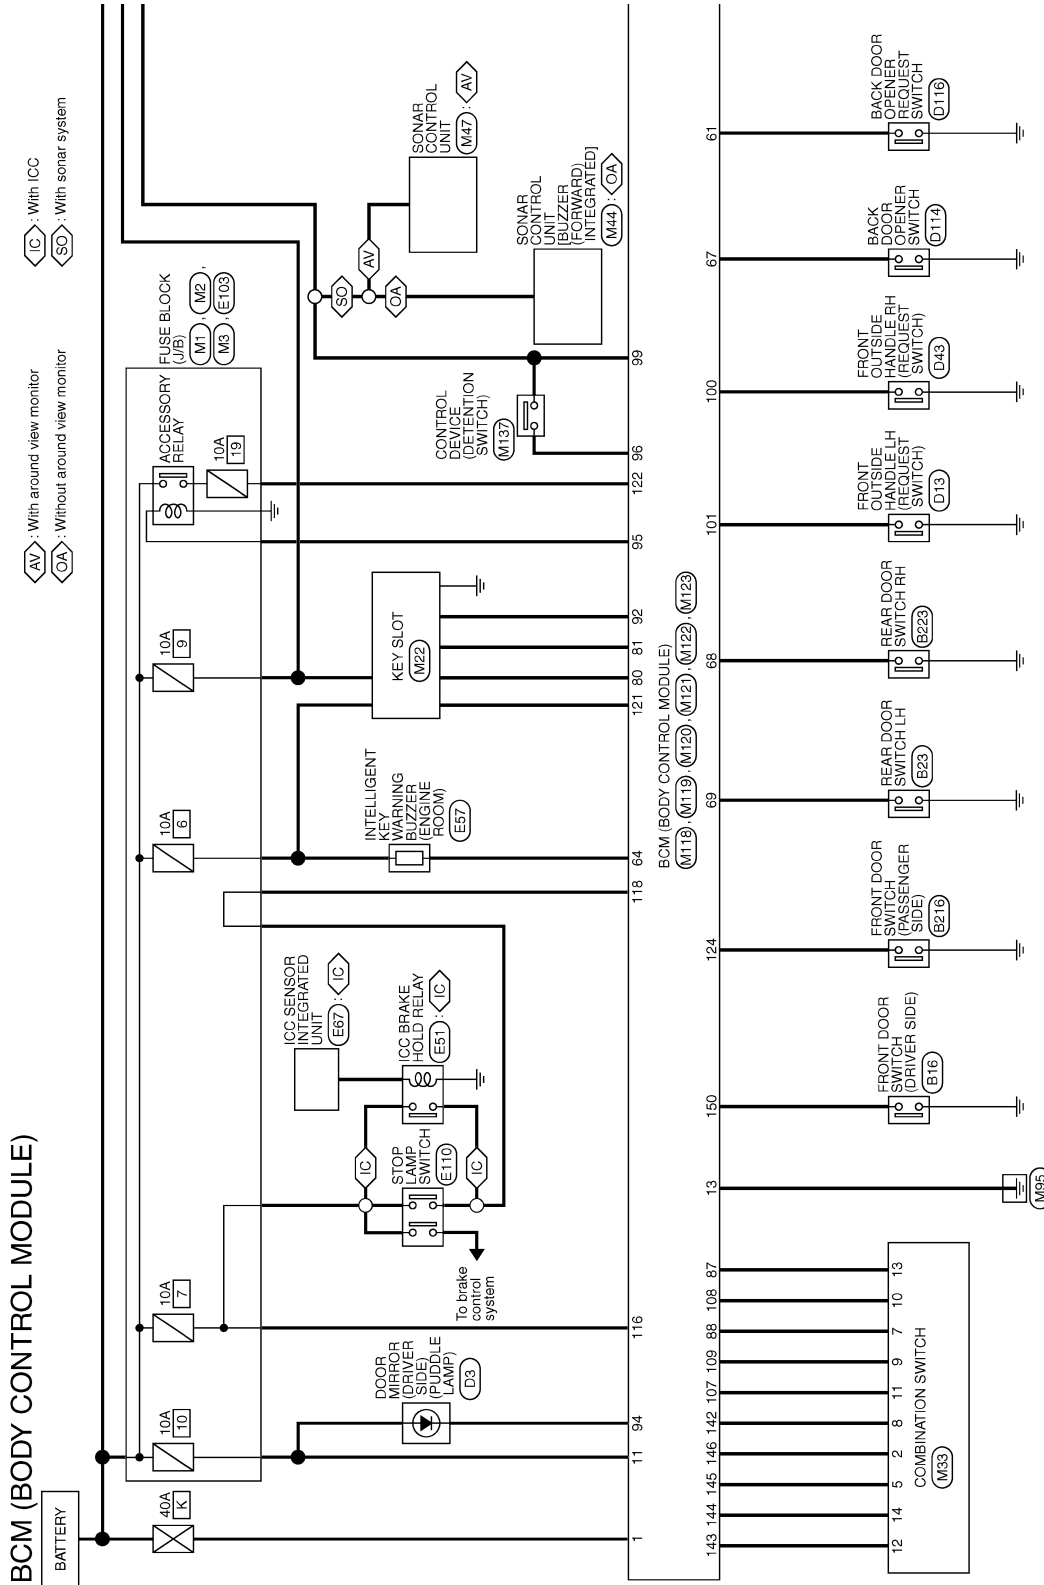 BCM (BODY CONTROL MODULE)
AV : With around view monitor
OA : Without around view monitor
IC : With ICC
SO : With sonar system
BATTERY
40A
K
10A
10
10A
7
10A
6
10A
9
ACCESSORY
RELAY
10A
19
FUSE BLOCK
(J/B)
M1 , M2 ,
M3 , E103
DOOR
MIRROR
(DRIVER
SIDE)
(PUDDLE
LAMP)
D3
To brake
control
system
STOP
LAMP
SWITCH
E110
IC
IC
ICC SENSOR
INTEGRATED
UNIT
E67 : IC
ICC BRAKE
HOLD RELAY
E51 : IC
INTELLIGENT
KEY
WARNING
BUZZER
(ENGINE
ROOM)
E57
KEY SLOT
M22
CONTROL
DEVICE
(DETENTION
SWITCH)
M137
SO
AV
OA
SONAR
CONTROL
UNIT
M47 : AV
SONAR
CONTROL
UNIT
[BUZZER
(FORWARD)
INTEGRATED]
M44 : OA
1
11
94
116
118
64
121
80
81
92
95
122
96
99
BCM (BODY CONTROL MODULE)
M118 , M119 , M120 , M121 , M122 , M123
143
144
145
146
142
107
109
88
108
87
13
150
124
69
68
101
100
67
61
12
14
5
2
8
11
9
7
10
13
COMBINATION SWITCH
M33
M95
FRONT DOOR
SWITCH
(DRIVER SIDE)
B16
FRONT DOOR
SWITCH
(PASSENGER
SIDE)
B216
REAR DOOR
SWITCH LH
B23
REAR DOOR
SWITCH RH
B223
FRONT
OUTSIDE
HANDLE LH
(REQUEST
SWITCH)
D13
FRONT
OUTSIDE
HANDLE RH
(REQUEST
SWITCH)
D43
BACK
DOOR
OPENER
SWITCH
D114
BACK DOOR
OPENER
REQUEST
SWITCH
D116